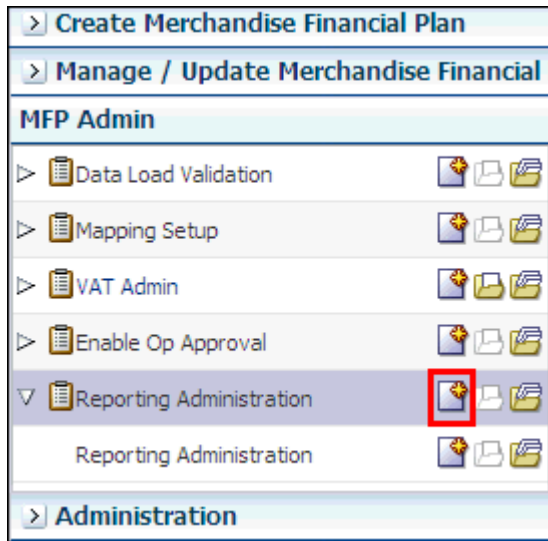 Create Merchandise Financial Plan
Manage / Update Merchandise Financial
MFP Admin
Data Load Validation
Mapping Setup
VAT Admin
Enable Op Approval
Reporting Administration
Reporting Administration
Administration